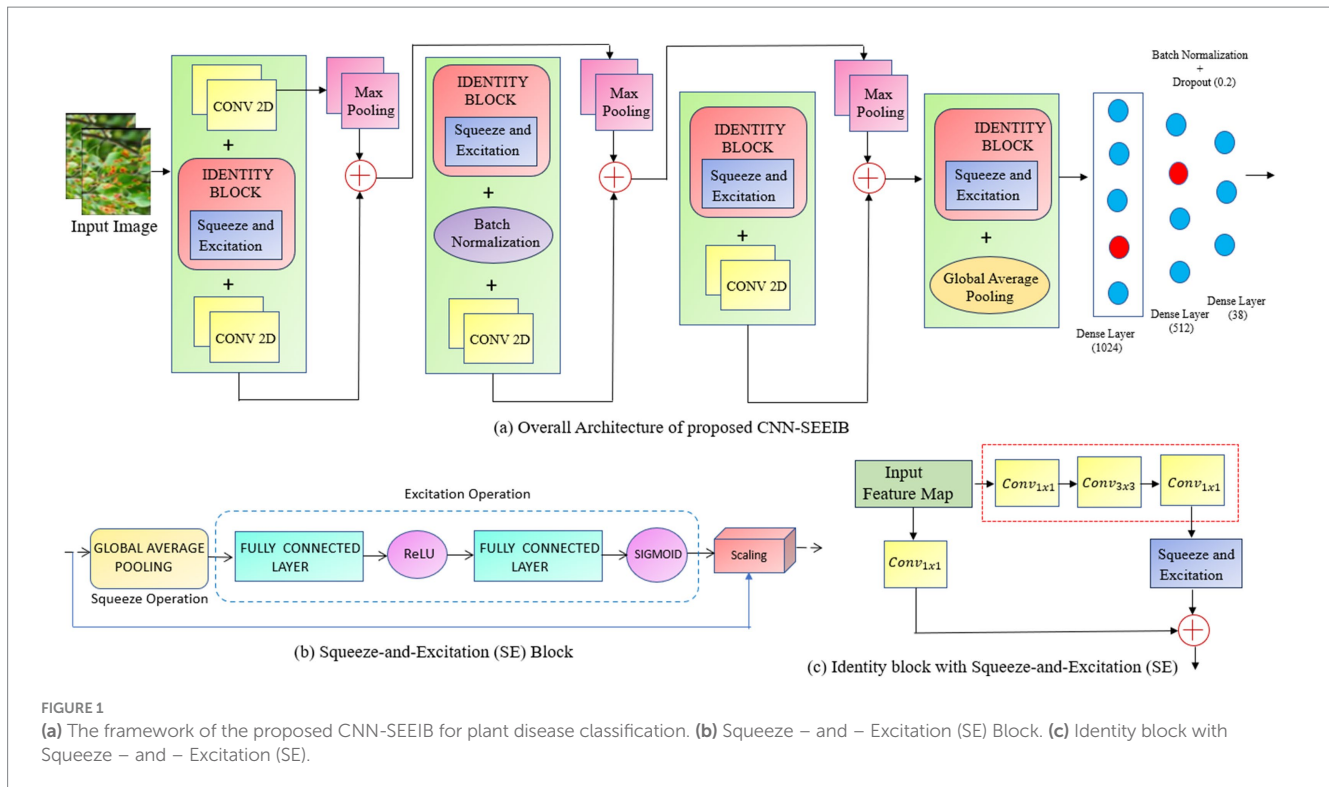 Input Image
CONV 2D
+
IDENTITY
BLOCK
Squeeze and
Excitation
+
CONV 2D
Max
Pooling
+
IDENTITY
BLOCK
Squeeze and
Excitation
+
Batch
Normalization
+
CONV 2D
Max
Pooling
+
IDENTITY
BLOCK
Squeeze and
Excitation
+
CONV 2D
Max
Pooling
+
IDENTITY
BLOCK
Squeeze and
Excitation
+
Global Average
Pooling
Batch Normalization
+
Dropout (0.2)
Dense Layer
(1024)
Dense Layer
(512)
Dense Layer
(38)
(a) Overall Architecture of proposed CNN-SEEIB
Excitation Operation
GLOBAL AVERAGE
POOLING
Squeeze Operation
FULLY CONNECTED
LAYER
ReLU
FULLY CONNECTED
LAYER
SIGMOID
Scaling
(b) Squeeze-and-Excitation (SE) Block
Input
Feature Map
Conv1x1
Conv3x3
Conv1x1
Conv1x1
Squeeze and
Excitation
+
(c) Identity block with Squeeze-and-Excitation (SE)
FIGURE 1
(a) The framework of the proposed CNN-SEEIB for plant disease classification. (b) Squeeze – and – Excitation (SE) Block. (c) Identity block with
Squeeze – and – Excitation (SE).